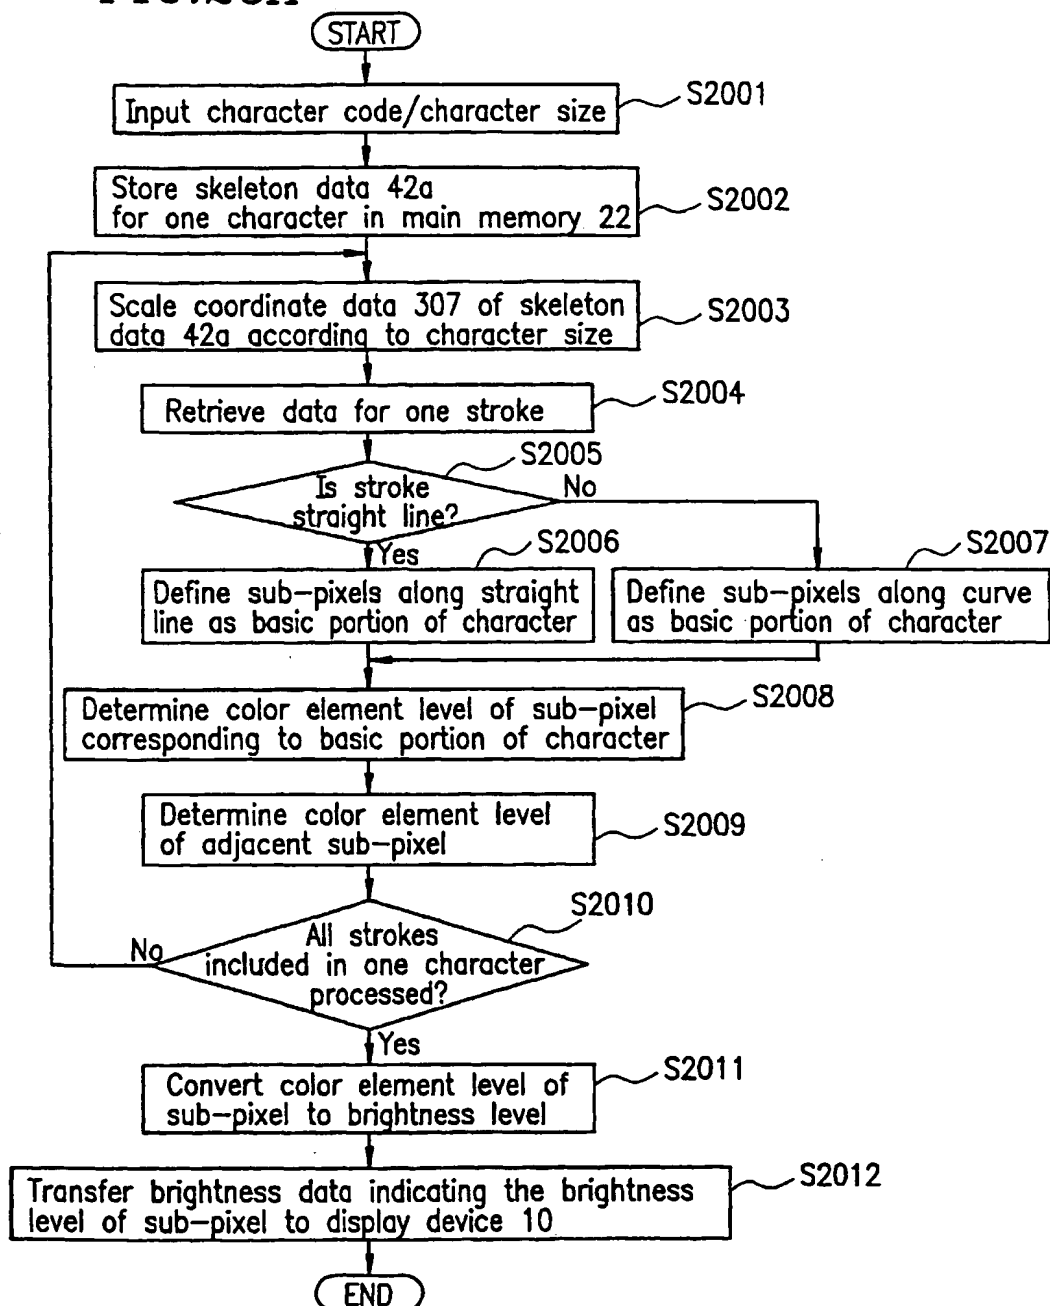 START
Input character code/character size
S2001
Store skeleton data 42a
for one character in main memory 22
S2002
Scale coordinate data 307 of skeleton
data 42a according to character size
S2003
Retrieve data for one stroke
S2004
S2005
Is stroke
straight line?
No
Yes
S2006
S2007
Define sub-pixels along straight
line as basic portion of character
Define sub-pixels along curve
as basic portion of character
Determine color element level of sub-pixel
corresponding to basic portion of character
S2008
Determine color element level
of adjacent sub-pixel
S2009
S2010
All strokes
included in one character
processed?
No
Yes
Convert color element level of
sub-pixel to brightness level
S2011
Transfer brightness data indicating the brightness
level of sub-pixel to display device 10
S2012
END